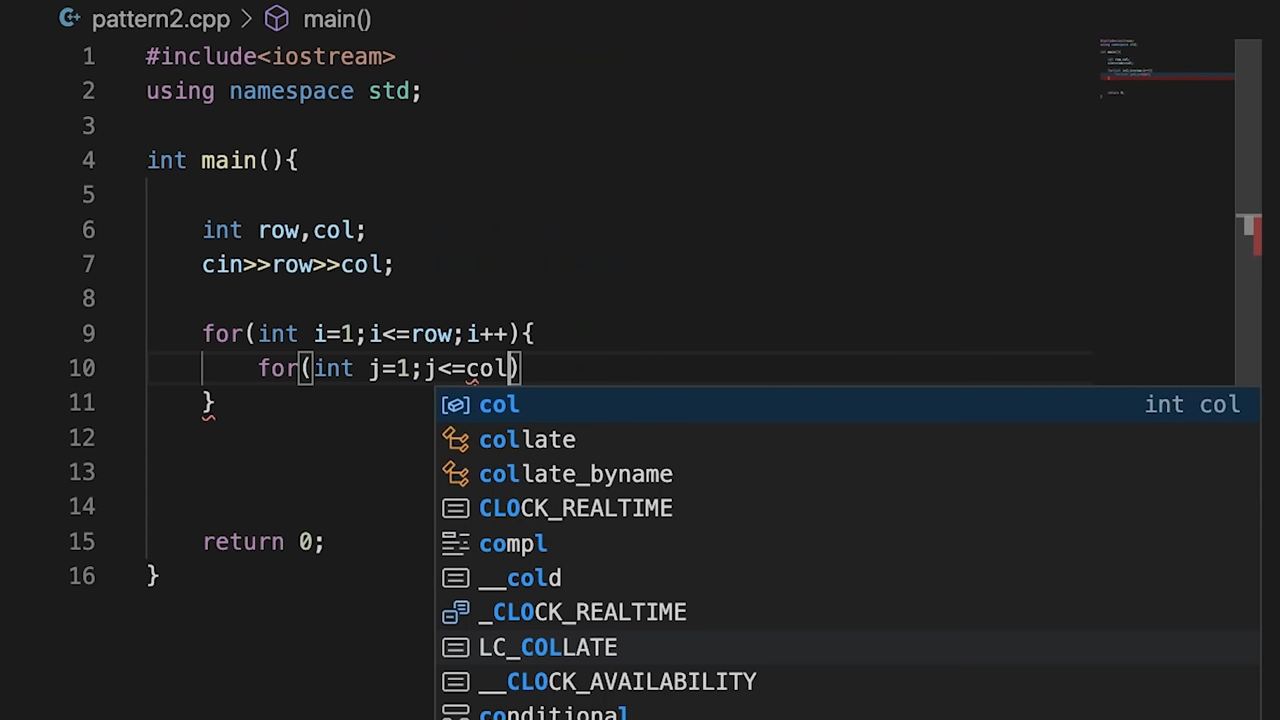 pattern2.cpp > main()
1 #include<iostream>
2 using namespace std;
3
4 int main(){
5
6 int row,col;
7 cin>>row>>col;
8
9 for(int i=1;i<=row;i++){
10 for(int j=1;j<=col)
11 }
col int col
12
collate
13
collate_byname
14
CLOCK_REALTIME
15 return 0;
compl
16 }
__cold
_CLOCK_REALTIME
LC_COLLATE
__CLOCK_AVAILABILITY
conditional